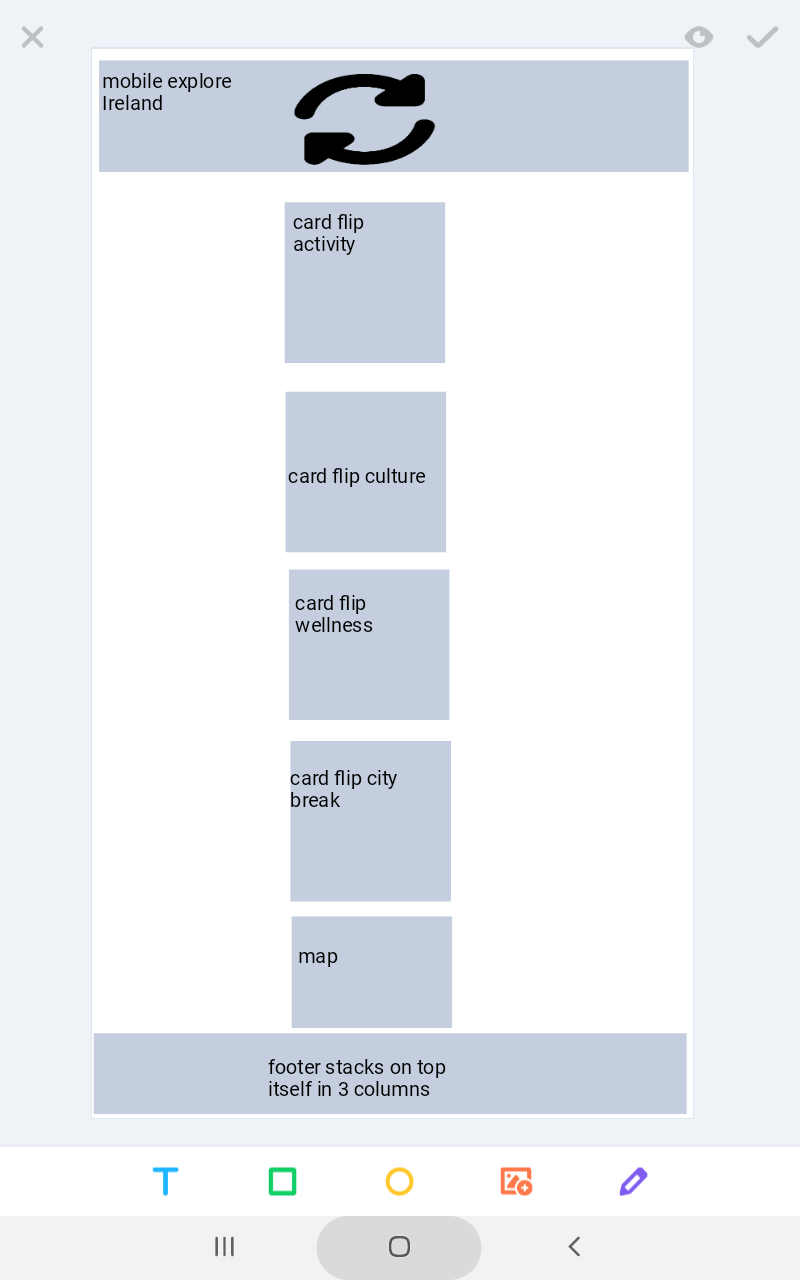 mobile explore
Ireland
card flip
activity
card flip culture
card flip
wellness
card flip city
break
map
footer stacks on top
itself in 3 columns